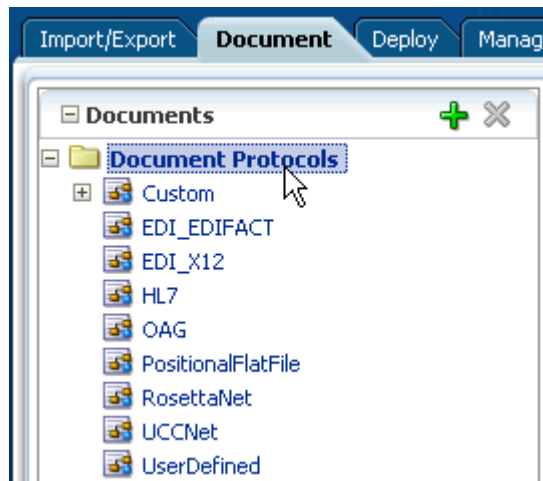 Import/Export Document Deploy Manag
Documents
Document Protocols
Custom
EDI_EDIFACT
EDI_X12
HL7
OAG
PositionalFlatFile
RosettaNet
UCCNet
UserDefined